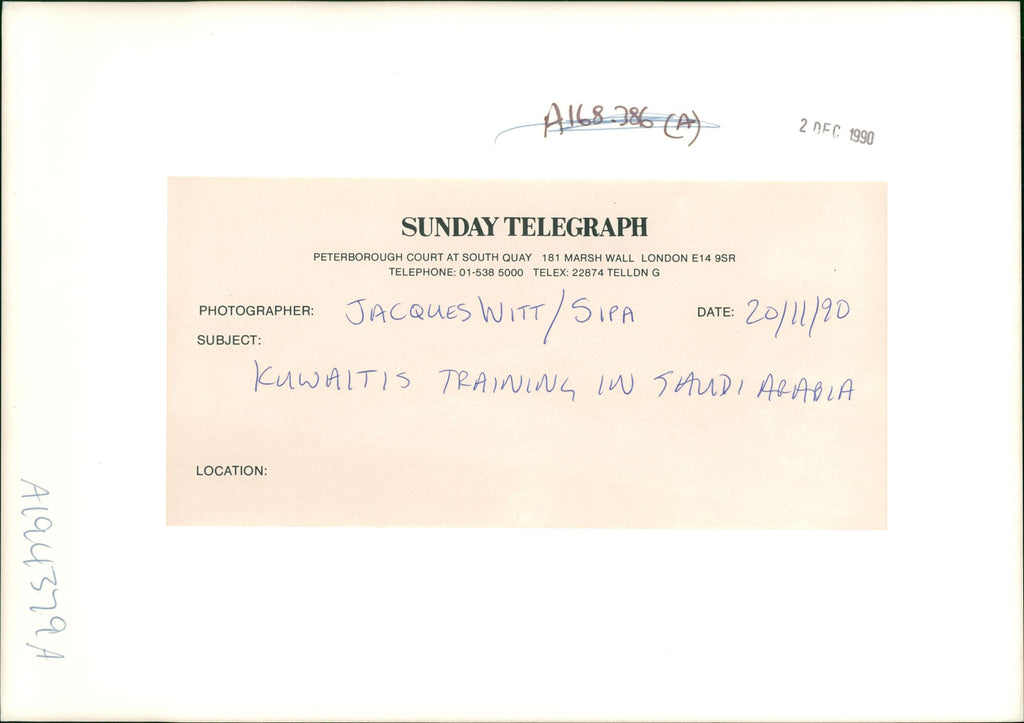 A168.386 (A)
2 DEC 1990
SUNDAY TELEGRAPH
PETERBOROUGH COURT AT SOUTH QUAY 181 MARSH WALL LONDON E14 9SR
TELEPHONE: 01-538 5000 TELEX: 22874 TELLDN G
PHOTOGRAPHER: JACQUES WITT/SIPA DATE: 20/11/90
SUBJECT:
KUWAITIS TRAINING IN SAUDI ARABIA
LOCATION: